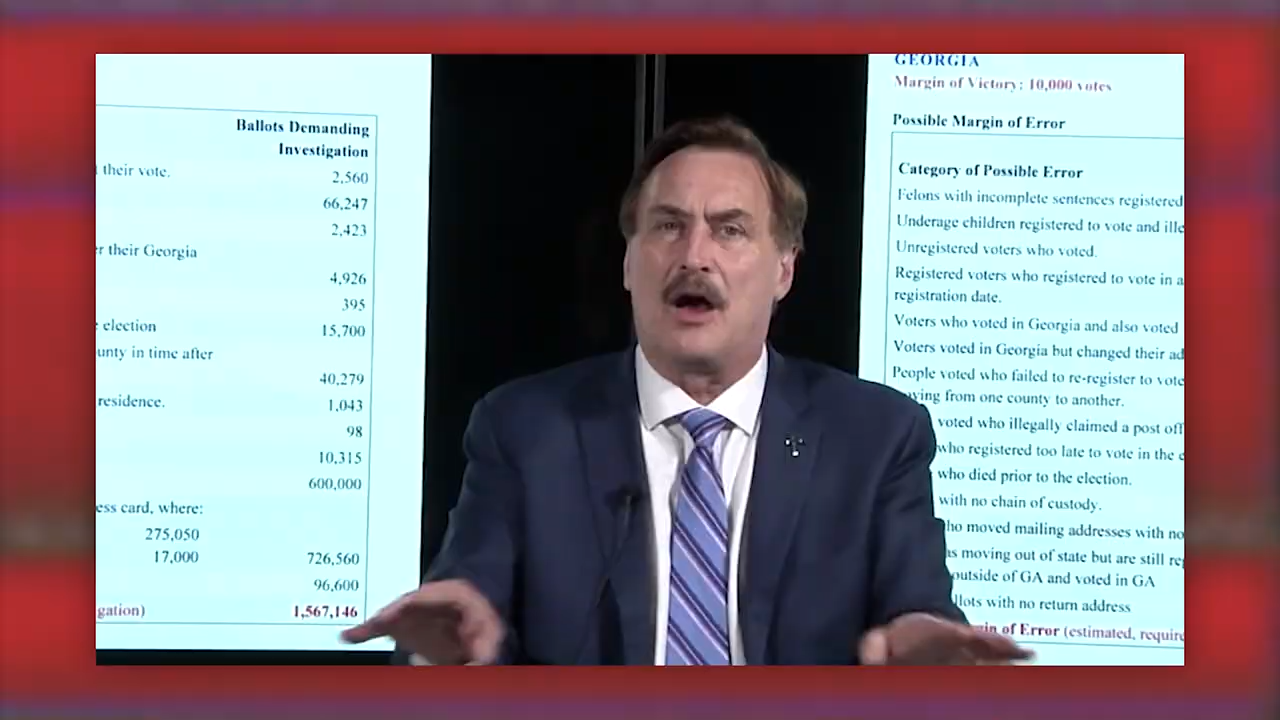 Ballots Demanding
Investigation
their vote.
2,560
66,247
2,423
r their Georgia
4,926
395
election
15,700
unty in time after
40,279
residence.
1,043
98
10,315
600,000
ess card, where:
275,050
17,000
726,560
96,600
gation)
1,567,146
GEORGIA
Margin of Victory: 10,000 votes
Possible Margin of Error
Category of Possible Error
Felons with incomplete sentences registered
Underage children registered to vote and ille
Unregistered voters who voted.
Registered voters who registered to vote in a
registration date.
Voters who voted in Georgia and also voted
Voters voted in Georgia but changed their ad
People voted who failed to re-register to vote
ving from one county to another.
voted who illegally claimed a post off
who registered too late to vote in the e
who died prior to the election.
with no chain of custody.
ho moved mailing addresses with no
as moving out of state but are still re
outside of GA and voted in GA
llots with no return address
gin of Error (estimated, require